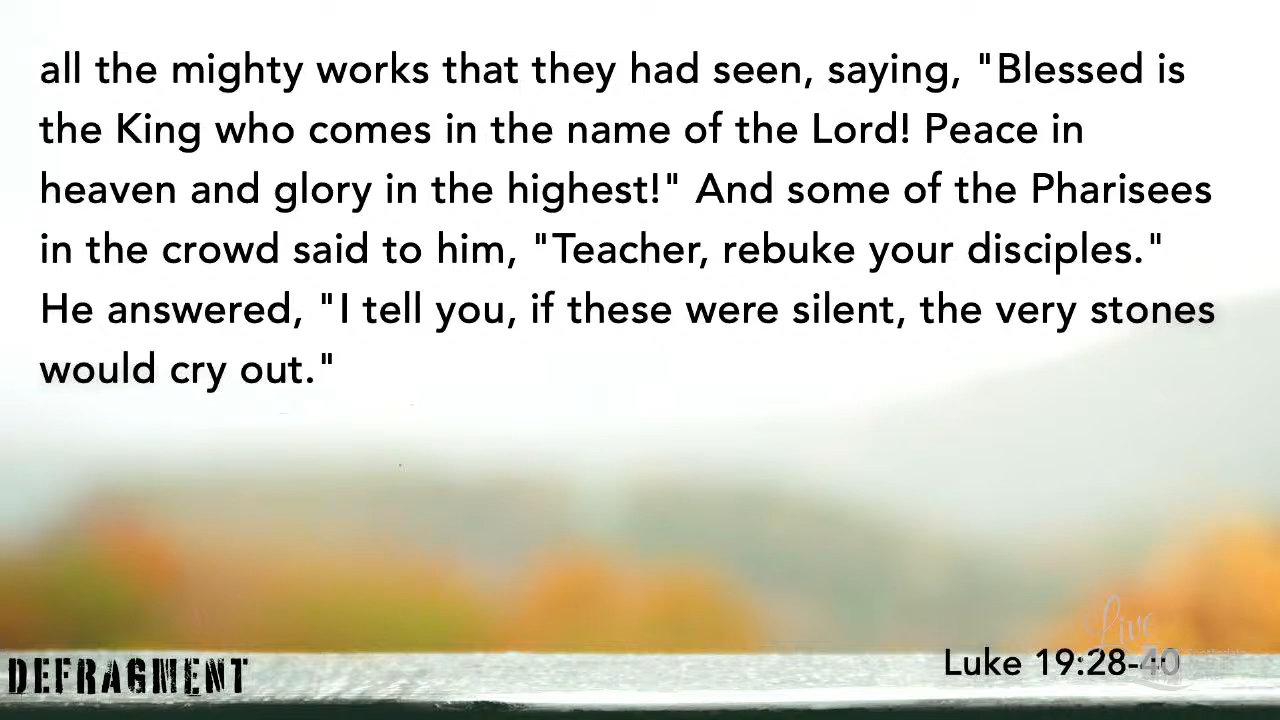 all the mighty works that they had seen, saying, "Blessed is
the King who comes in the name of the Lord! Peace in
heaven and glory in the highest!" And some of the Pharisees
in the crowd said to him, "Teacher, rebuke your disciples."
He answered, "I tell you, if these were silent, the very stones
would cry out."
Live
DEFRAGMENT
Luke 19:28-40